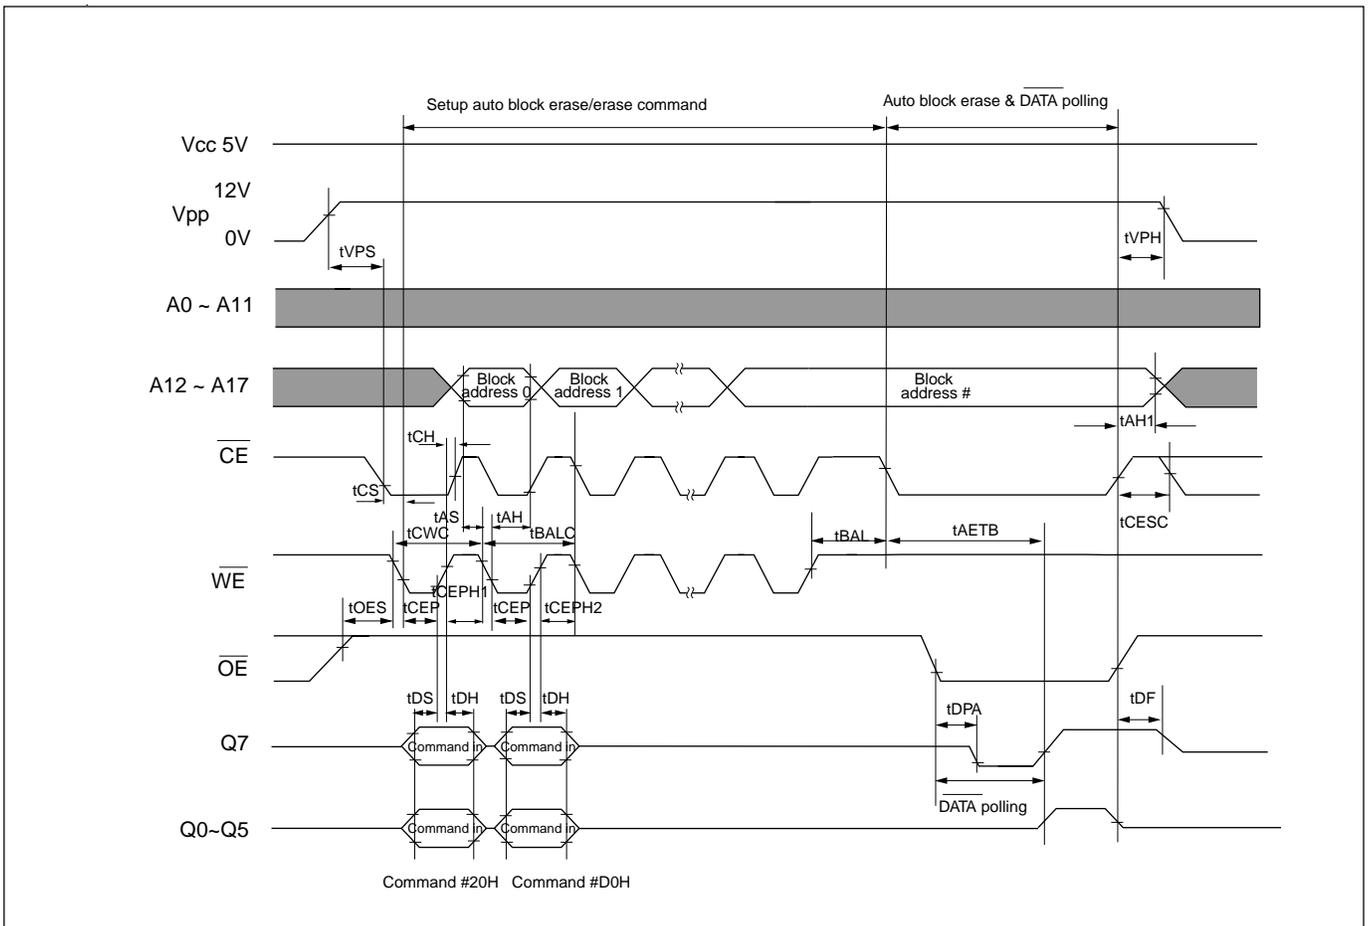 Setup auto block erase/erase command
Auto block erase & DATA polling
Vcc 5V
12V
Vpp
0V
tVPS
tVPH
A0 ~ A11
A12 ~ A17
Block
address 0
Block
address 1
Block
address #
tAH1
tCH
CE
tCS
tCESC
tAS
tAH
tCWC
tBALC
tBAL
tAETB
WE
tCEPH1
tOES
tCEP
tCEP
tCEPH2
OE
tDS
tDH
tDS
tDH
tDPA
tDF
Q7
Command in
Command in
DATA polling
Q0~Q5
Command in
Command in
Command #20H
Command #D0H